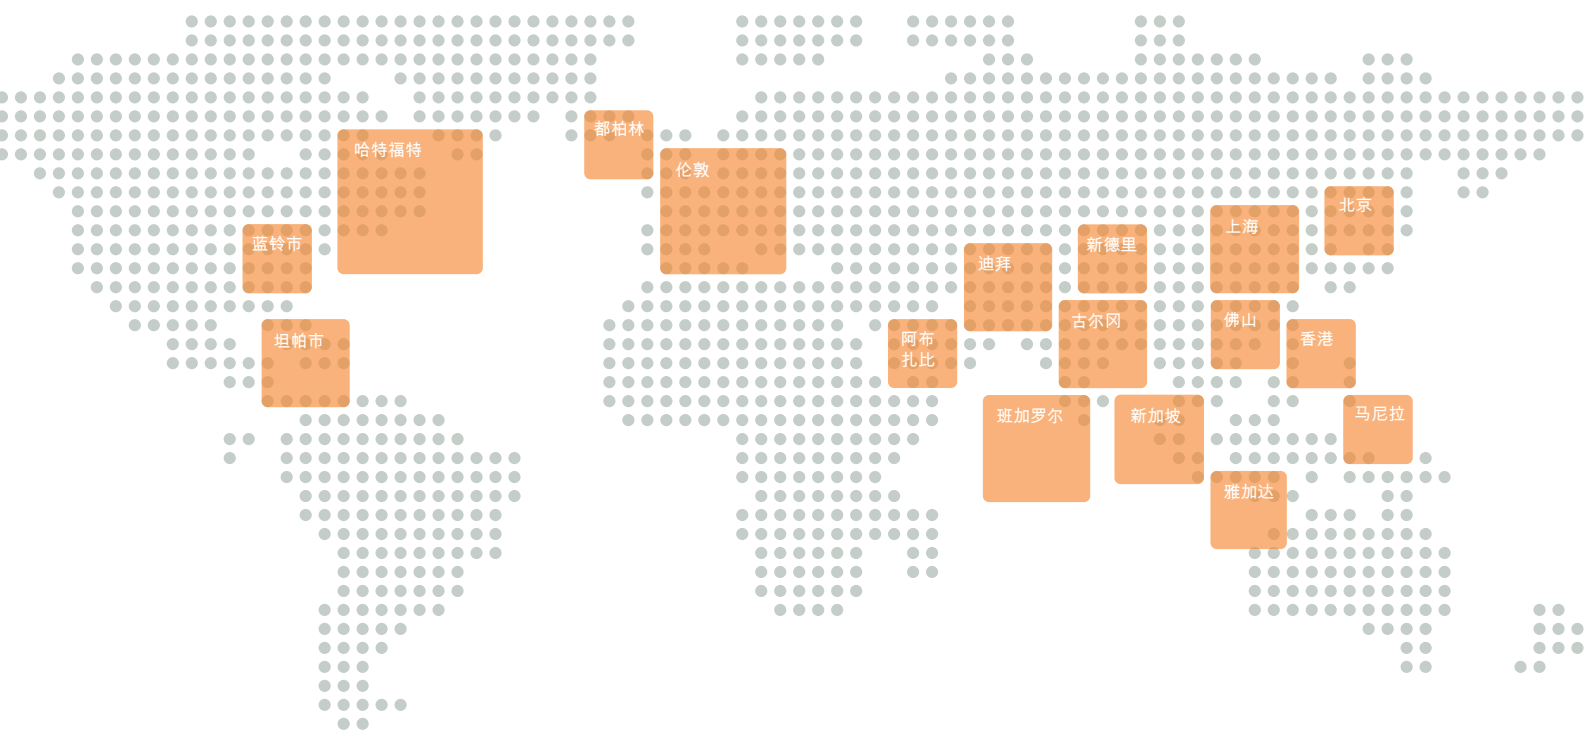 都柏林
哈特福特
伦敦
北京
上海
蓝铃市
新德里
迪拜
古尔冈
佛山
坦帕市
阿布
扎比
香港
班加罗尔
新加坡
马尼拉
雅加达